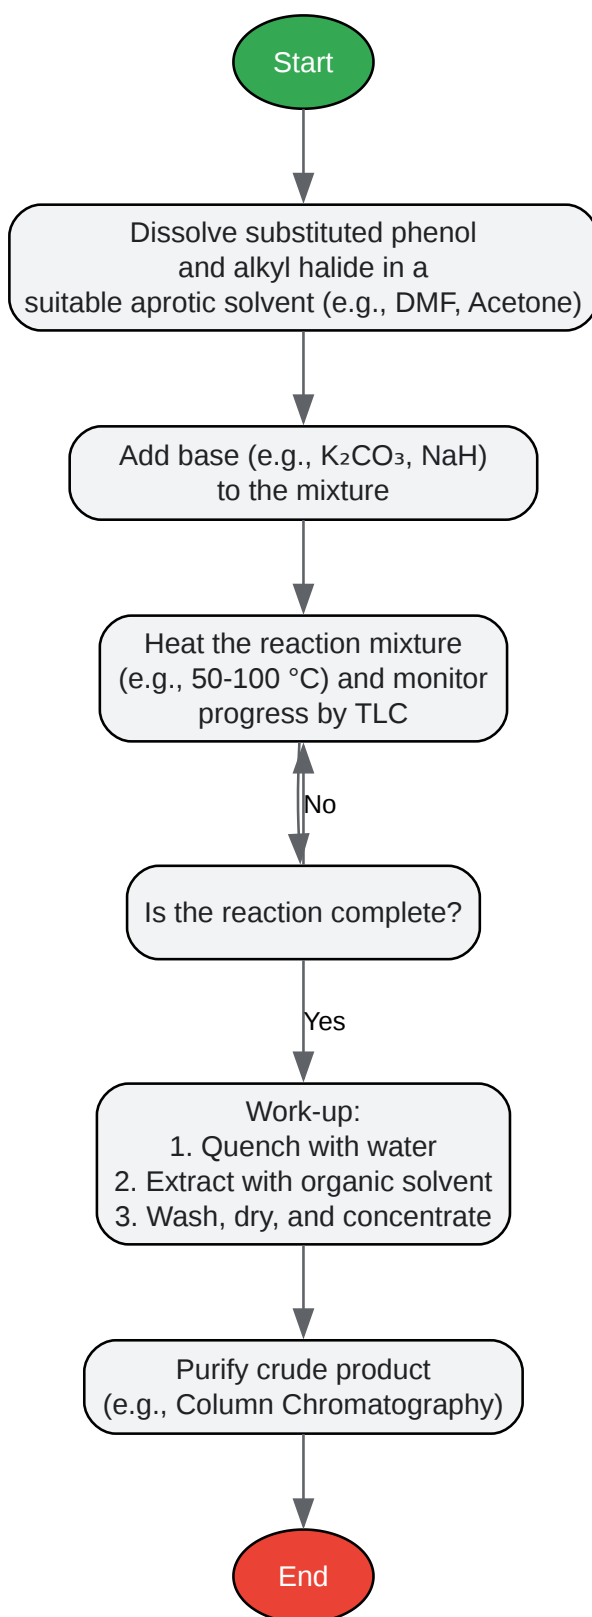 Start
Dissolve substituted phenol
and alkyl halide in a
suitable aprotic solvent (e.g., DMF, Acetone)
Add base (e.g., K₂CO₃, NaH)
to the mixture
Heat the reaction mixture
(e.g., 50-100 °C) and monitor
progress by TLC
No
Is the reaction complete?
Yes
Work-up:
1. Quench with water
2. Extract with organic solvent
3. Wash, dry, and concentrate
Purify crude product
(e.g., Column Chromatography)
End